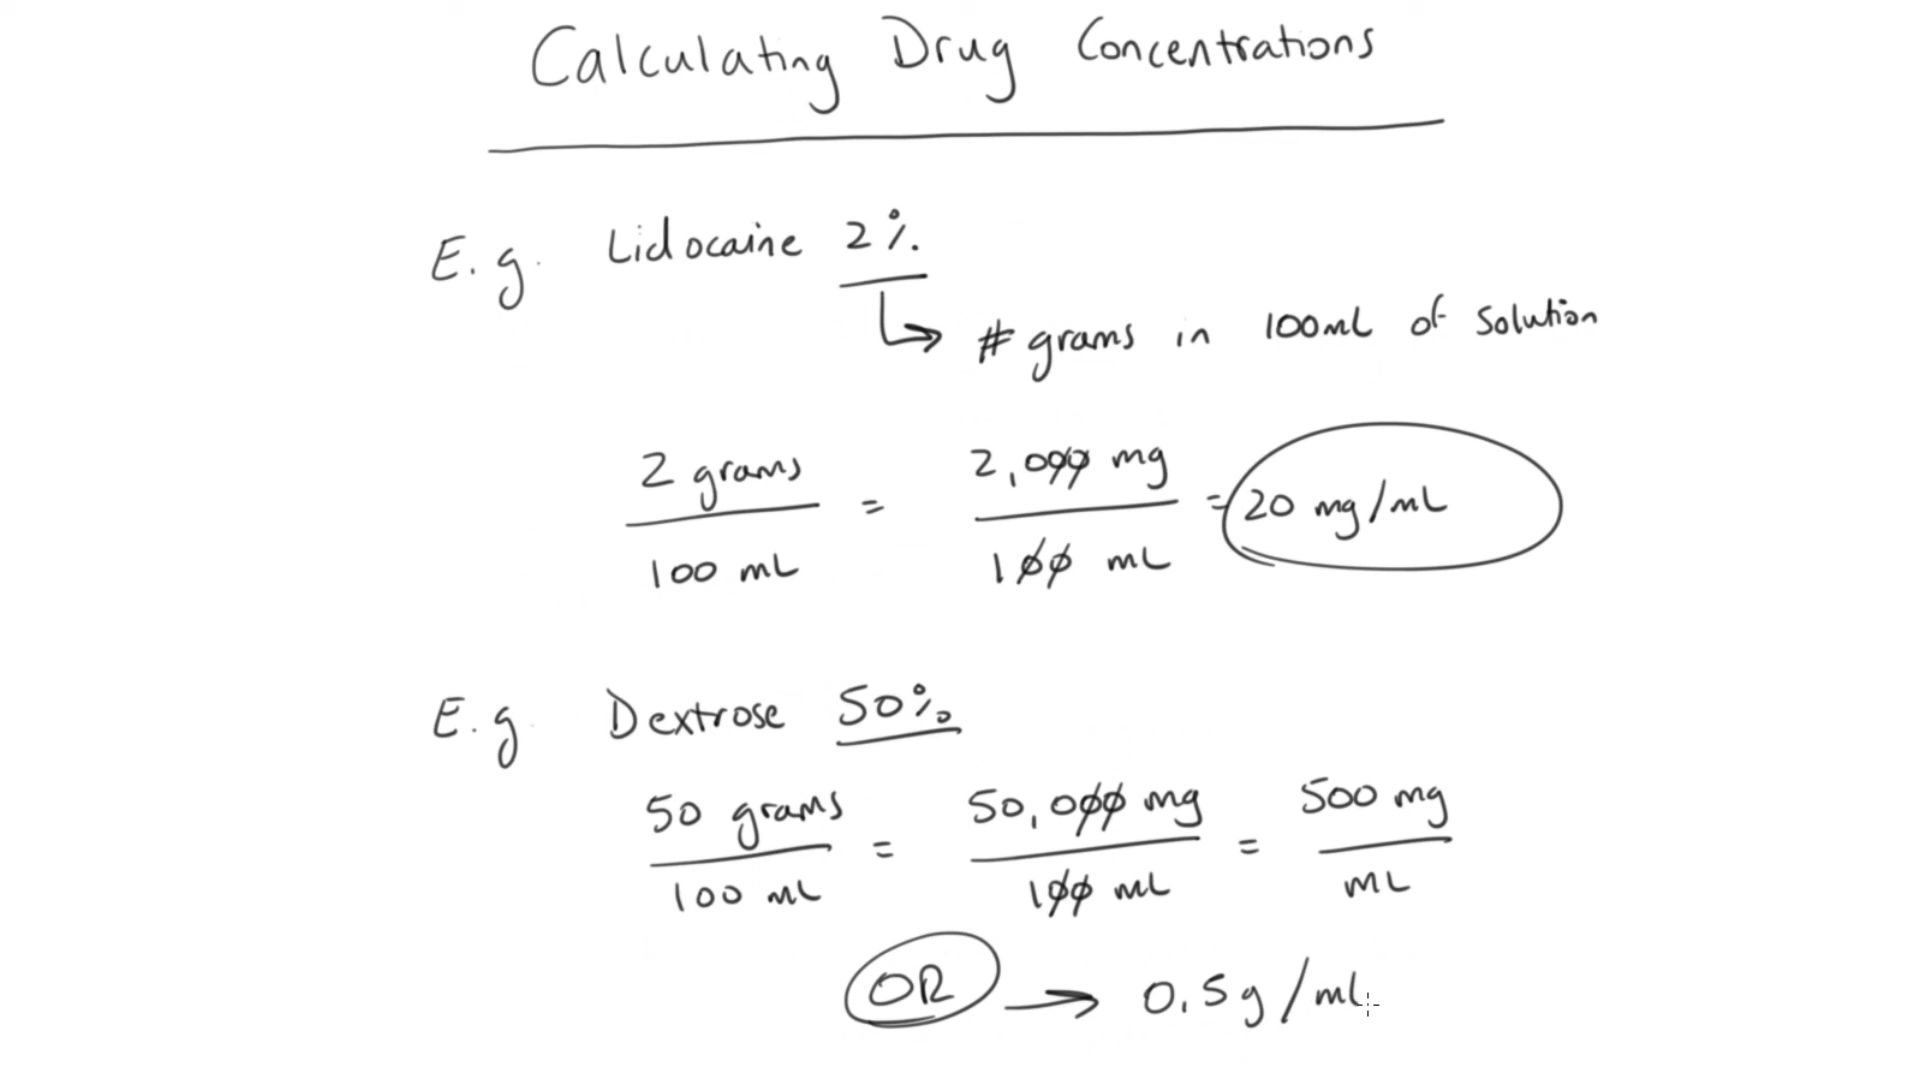 Calculating Drug Concentrations
E.g. Lidocaine 2%
# grams in 100mL of solution
2 grams / 100 mL = 2,000 mg / 100 mL = 20 mg/mL
E.g Dextrose 50%
50 grams / 100 mL = 50,000 mg / 100 mL = 500 mg / mL
OR → 0.5g/mL